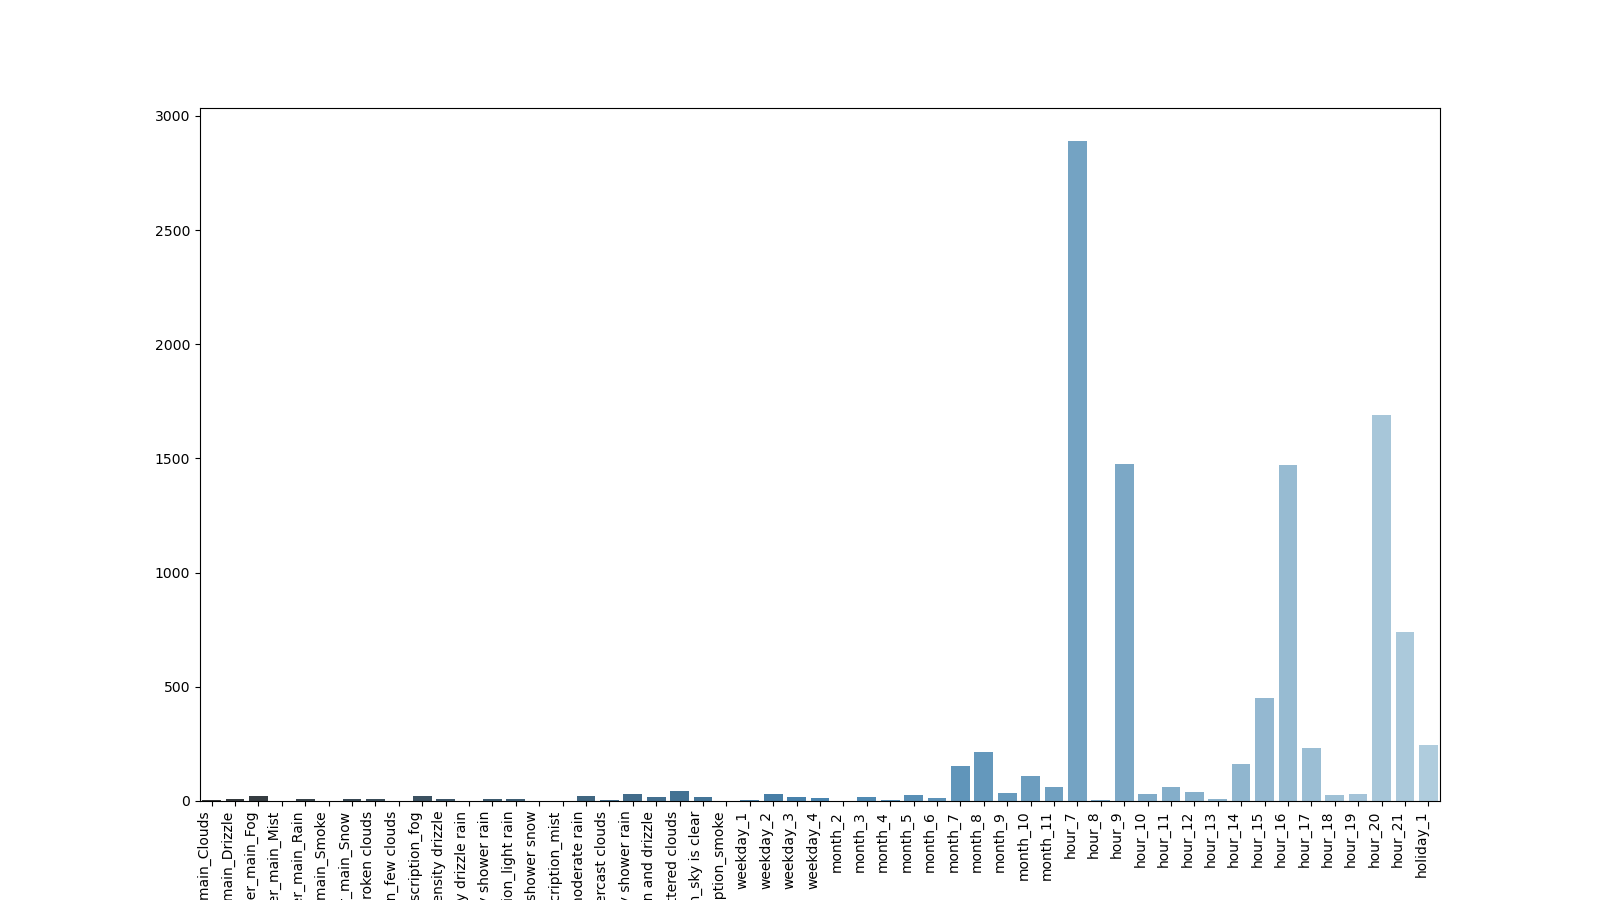 3000
2500
2000
1500
1000
500
0
main_Clouds
main_Drizzle
er_main_Fog
er_main_Mist
er_main_Rain
main_Smoke
r_main_Snow
roken clouds
n_few clouds
scription_fog
ensity drizzle
y drizzle rain
y shower rain
ion_light rain
shower snow
cription_mist
moderate rain
ercast clouds
y shower rain
n and drizzle
ttered clouds
n_sky is clear
ption_smoke
weekday_1
weekday_2
weekday_3
weekday_4
month_2
month_3
month_4
month_5
month_6
month_7
month_8
month_9
month_10
month_11
hour_7
hour_8
hour_9
hour_10
hour_11
hour_12
hour_13
hour_14
hour_15
hour_16
hour_17
hour_18
hour_19
hour_20
hour_21
holiday_1